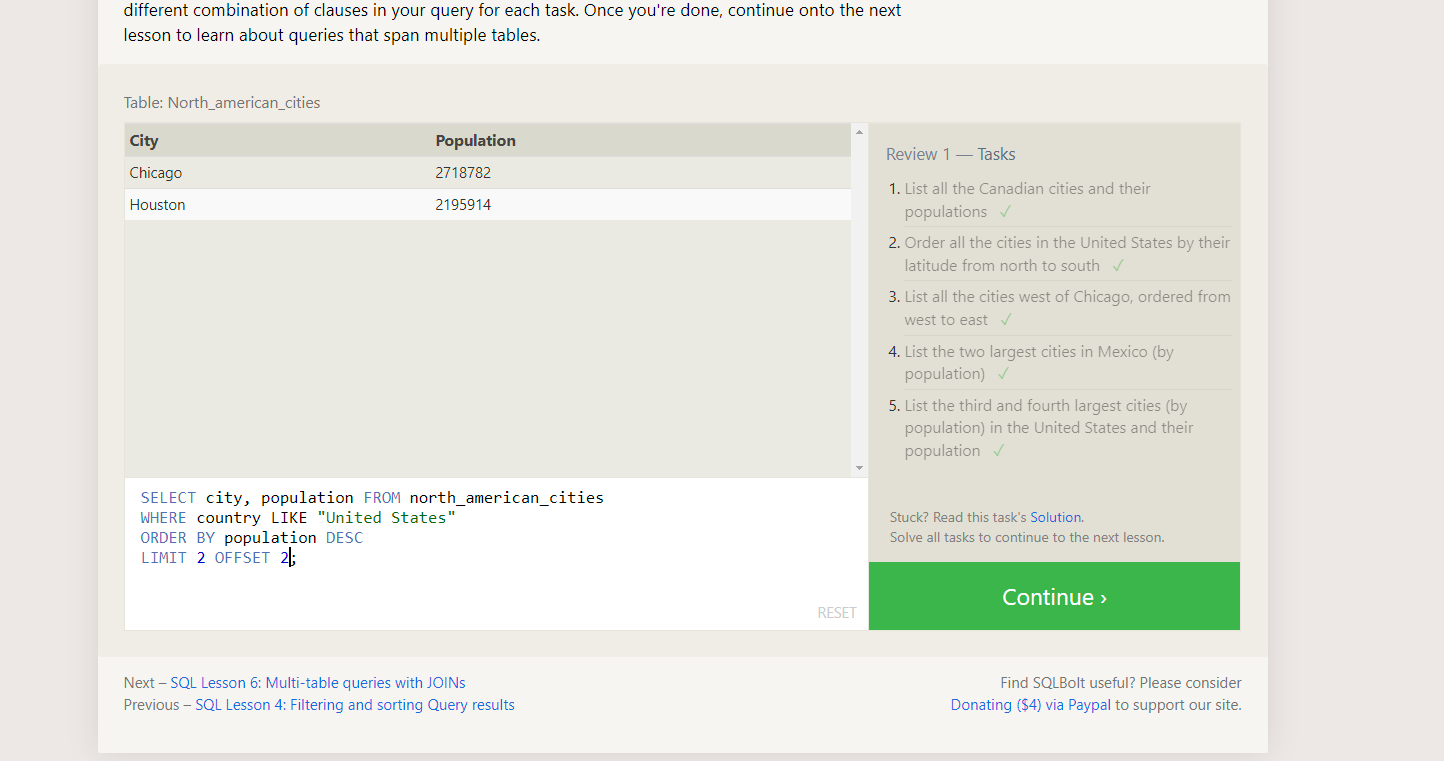 different combination of clauses in your query for each task. Once you're done, continue onto the next
lesson to learn about queries that span multiple tables.
Table: North_american_cities
City Population
Chicago 2718782
Houston 2195914
SELECT city, population FROM north_american_cities
WHERE country LIKE "United States"
ORDER BY population DESC
LIMIT 2 OFFSET 2;
RESET
Review 1 — Tasks
1. List all the Canadian cities and their
populations ✓
2. Order all the cities in the United States by their
latitude from north to south ✓
3. List all the cities west of Chicago, ordered from
west to east ✓
4. List the two largest cities in Mexico (by
population) ✓
5. List the third and fourth largest cities (by
population) in the United States and their
population ✓
Stuck? Read this task's Solution.
Solve all tasks to continue to the next lesson.
Continue ›
Next – SQL Lesson 6: Multi-table queries with JOINs
Previous – SQL Lesson 4: Filtering and sorting Query results
Find SQLBolt useful? Please consider
Donating ($4) via Paypal to support our site.